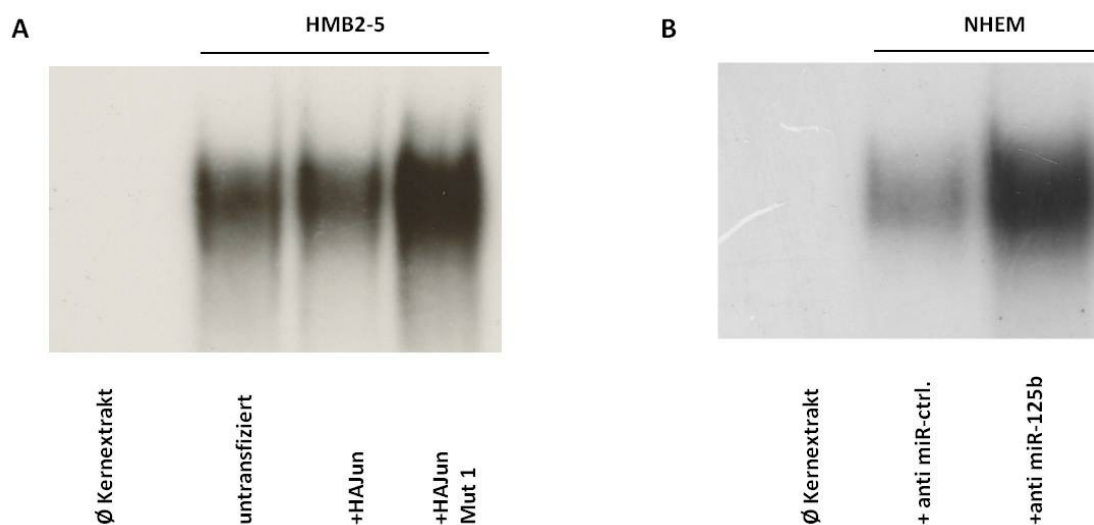 A
HMB2-5
Ø Kernextrakt
untransfiziert
+HAJun
+HAJun
Mut 1
B
NHEM
Ø Kernextrakt
+ anti miR-ctrl.
+anti miR-125b